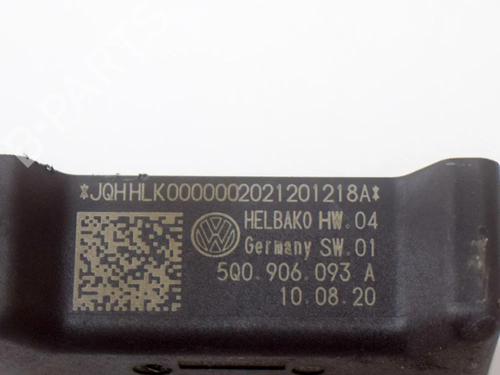 *JQHHLK0000002021201218A*
HELBAKO HW.04
Germany SW.01
5Q0.906.093 A
10.08.20